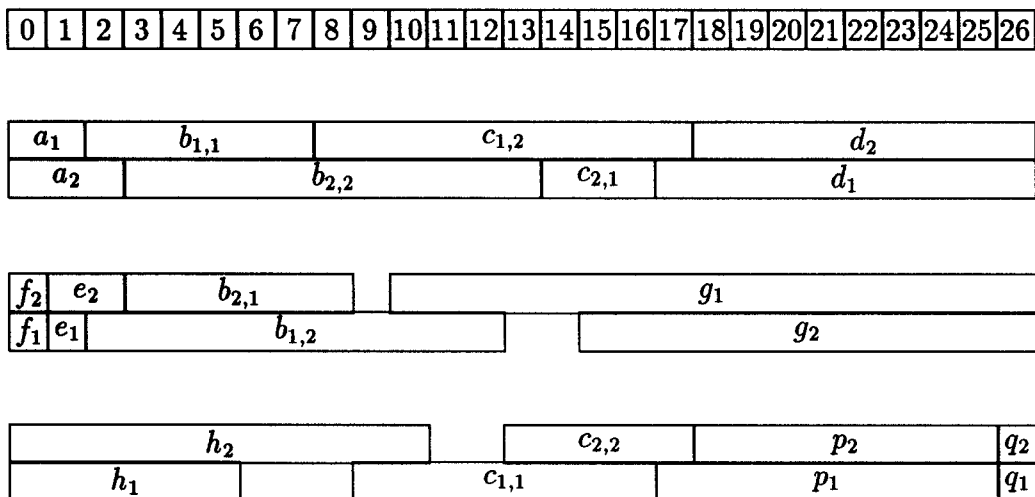 0 1 2 3 4 5 6 7 8 9 10 11 12 13 14 15 16 17 18 19 20 21 22 23 24 25 26
a₁ b₁,₁ c₁,₂ d₂
a₂ b₂,₂ c₂,₁ d₁
f₂ e₂ b₂,₁ g₁
f₁ e₁ b₁,₂ g₂
h₂ c₂,₂ p₂ q₂
h₁ c₁,₁ p₁ q₁